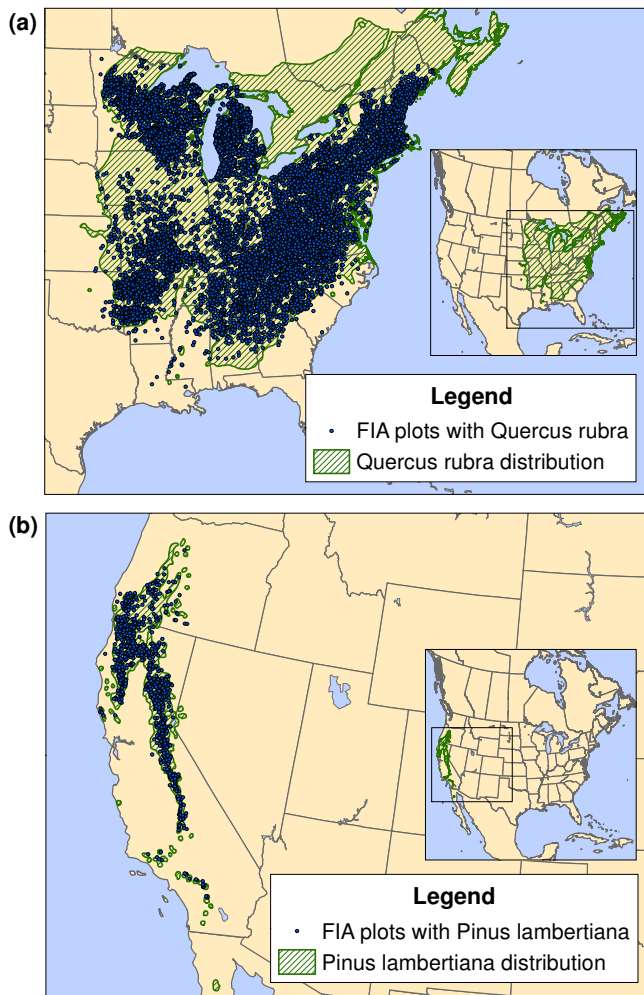 (a)
Legend
FIA plots with Quercus rubra
Quercus rubra distribution
(b)
Legend
FIA plots with Pinus lambertiana
Pinus lambertiana distribution